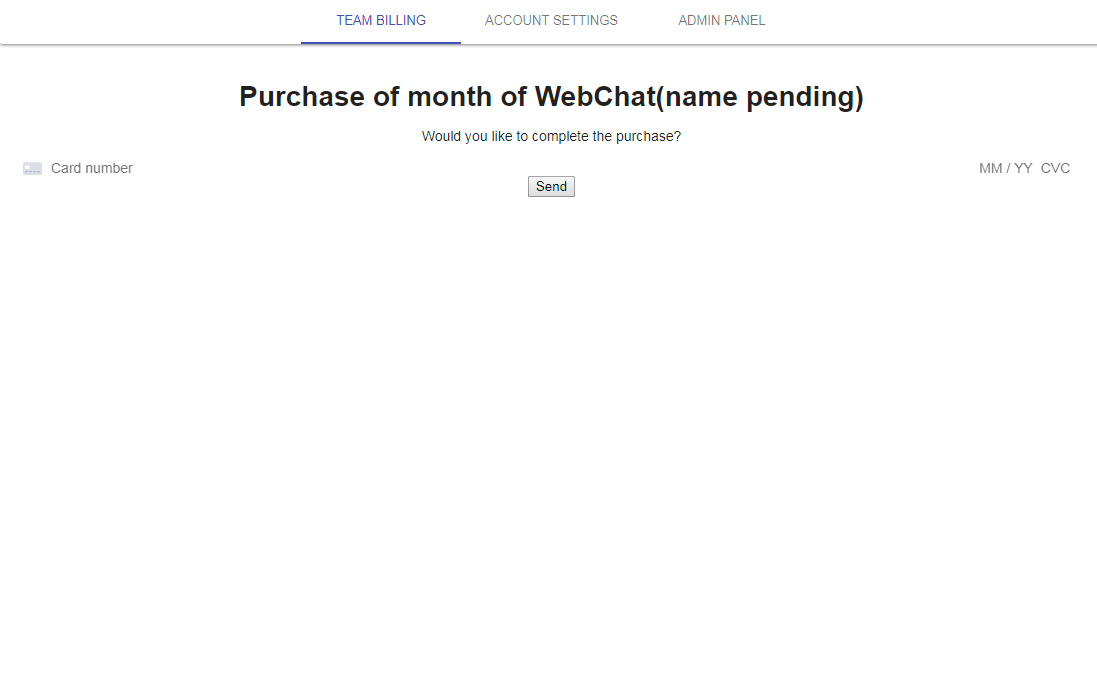 TEAM BILLING ACCOUNT SETTINGS ADMIN PANEL
Purchase of month of WebChat(name pending)
Would you like to complete the purchase?
Card number MM / YY CVC
Send